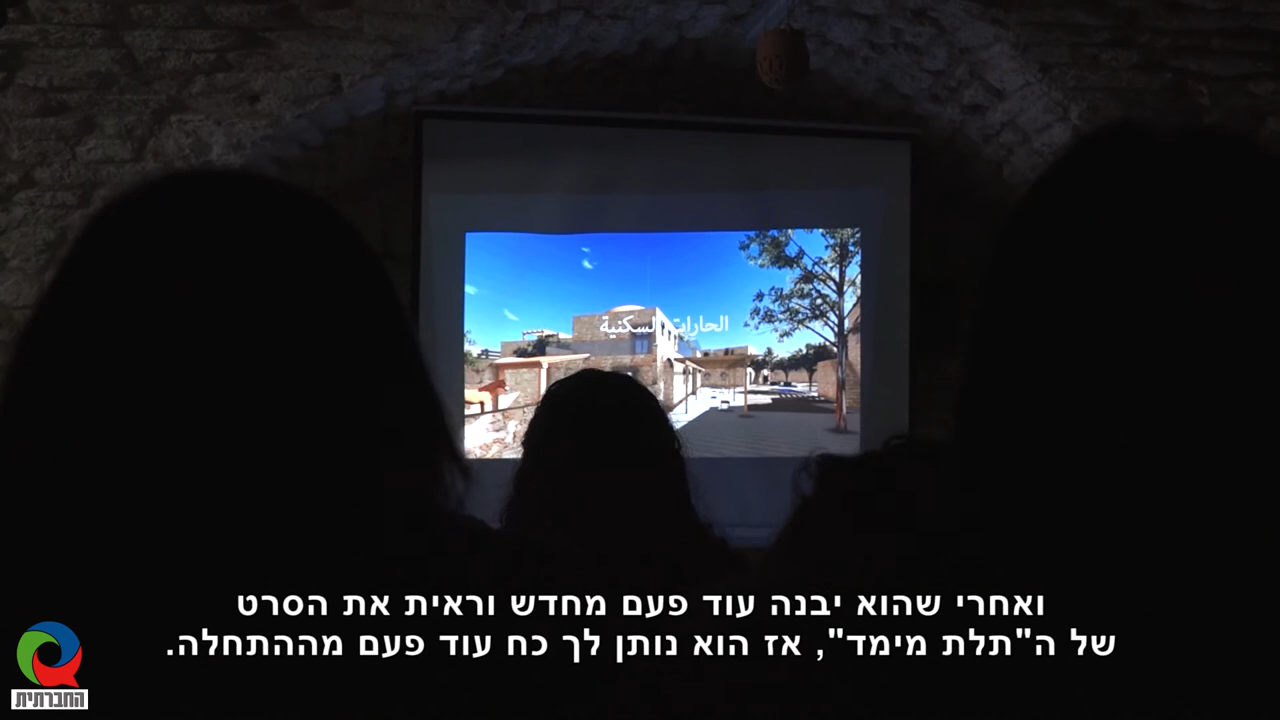 الحارات السكنية
ואחרי שהוא יבנה עוד פעם מחדש וראית את הסרט
של ה"תלת מימד", אז הוא נותן לך כח עוד פעם מההתחלה.
החברתית